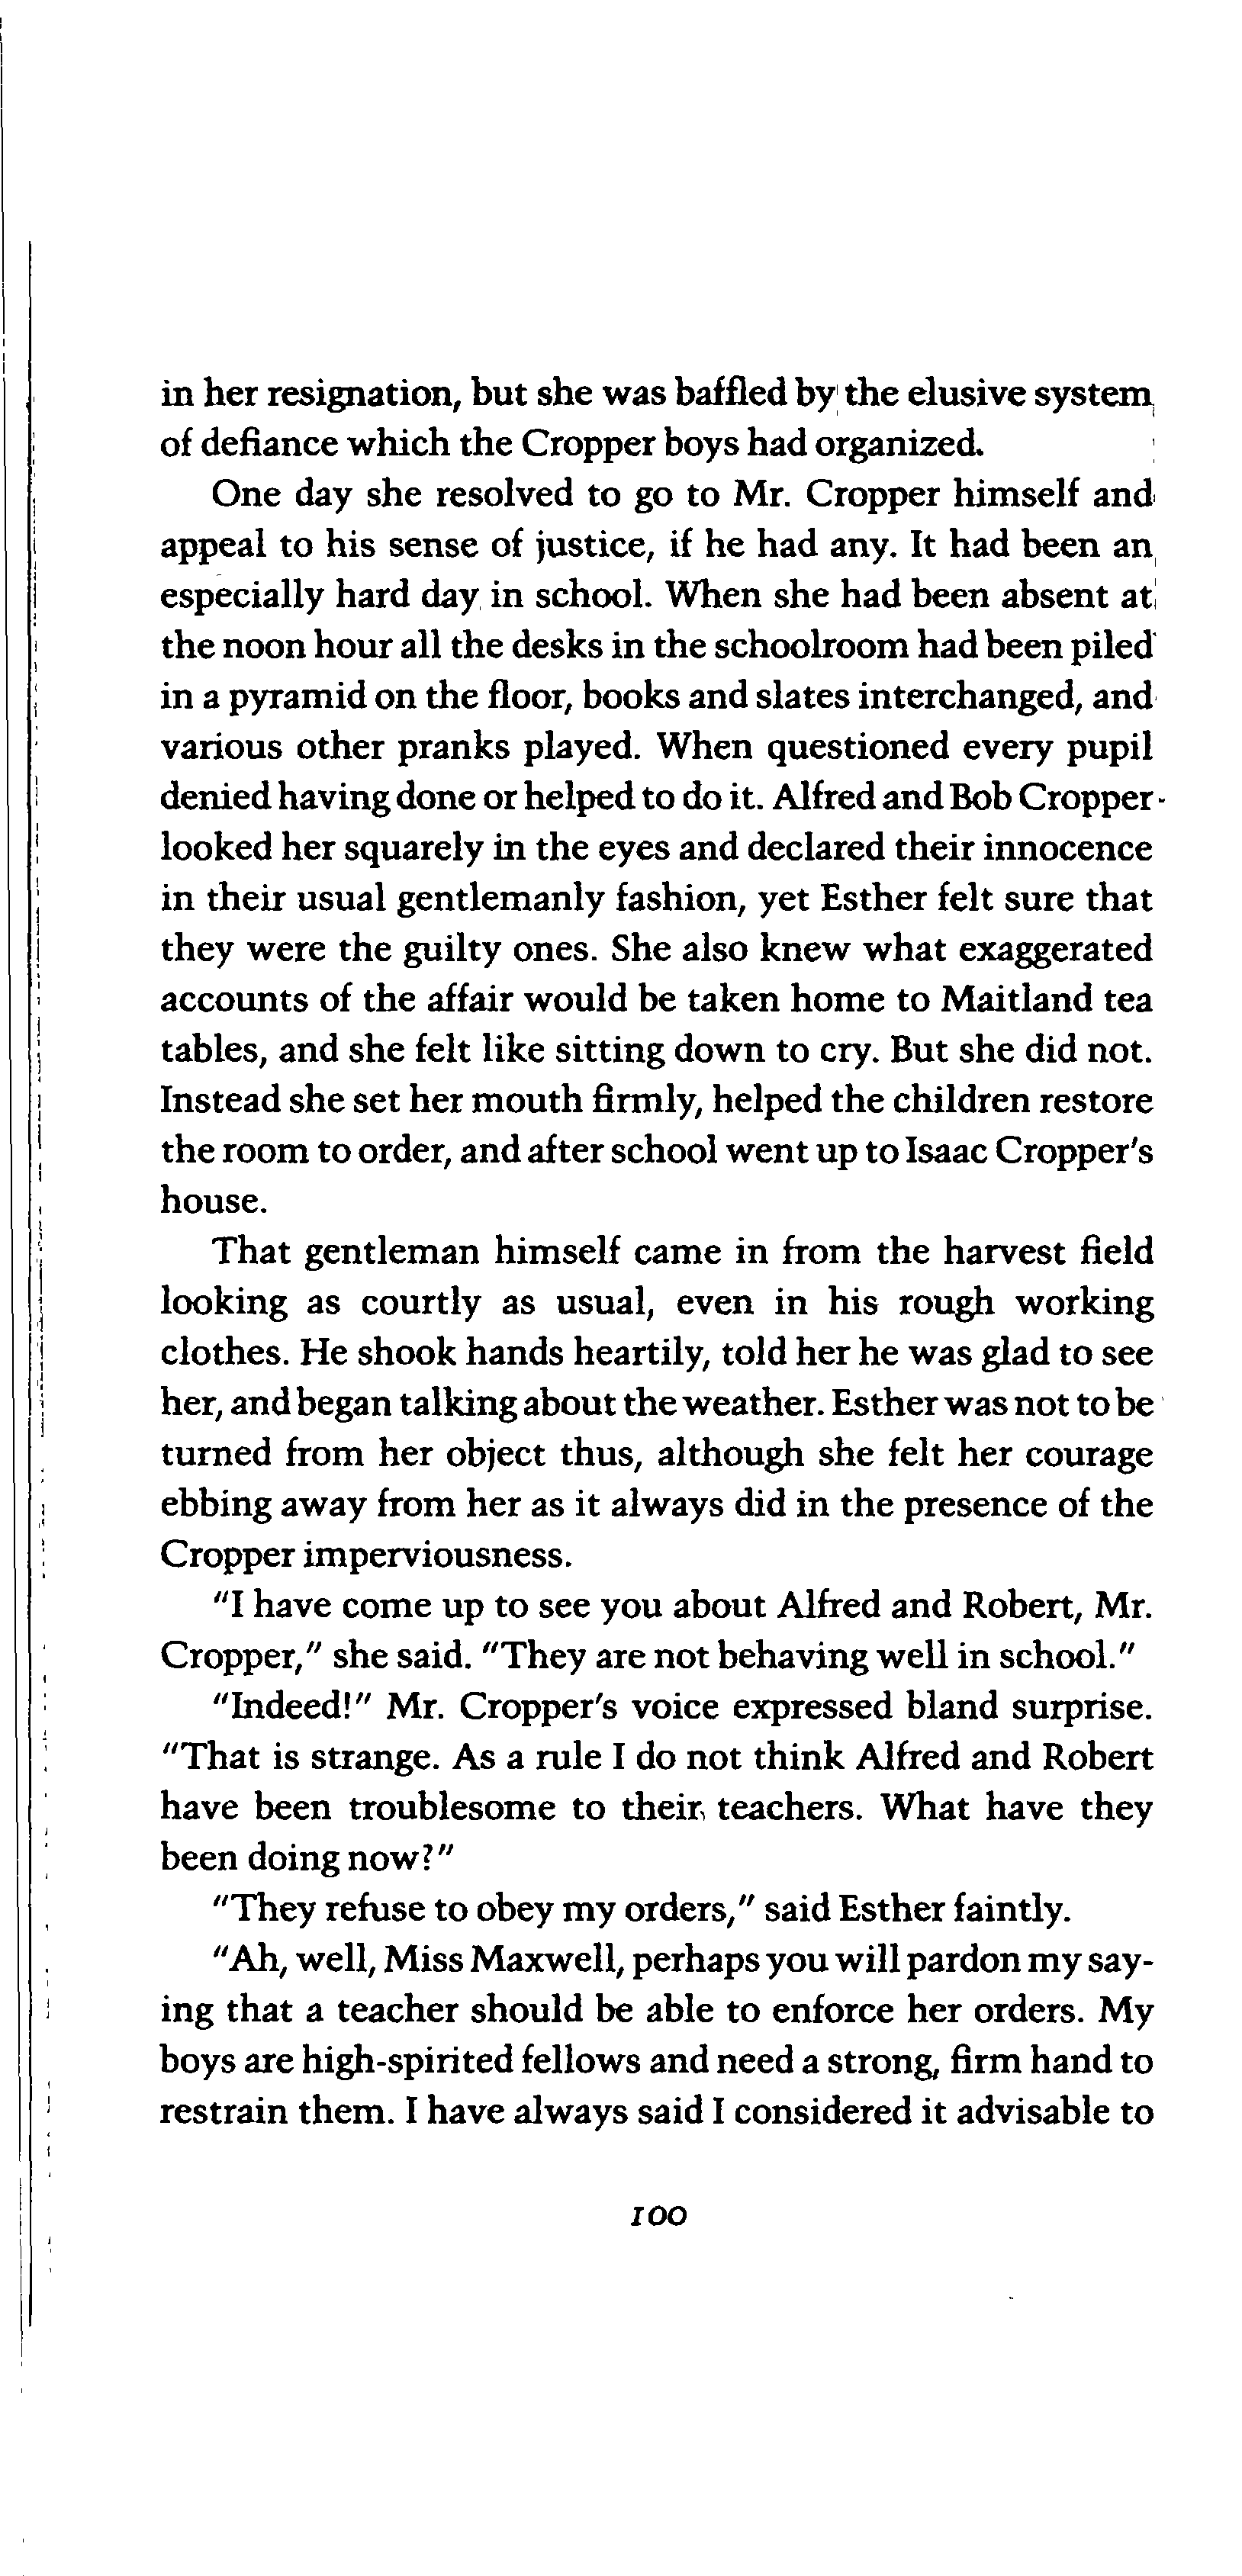 in her resignation, but she was baffled by the elusive system
of defiance which the Cropper boys had organized.
One day she resolved to go to Mr. Cropper himself and
appeal to his sense of justice, if he had any. It had been an
especially hard day in school. When she had been absent at
the noon hour all the desks in the schoolroom had been piled
in a pyramid on the floor, books and slates interchanged, and
various other pranks played. When questioned every pupil
denied having done or helped to do it. Alfred and Bob Cropper
looked her squarely in the eyes and declared their innocence
in their usual gentlemanly fashion, yet Esther felt sure that
they were the guilty ones. She also knew what exaggerated
accounts of the affair would be taken home to Maitland tea
tables, and she felt like sitting down to cry. But she did not.
Instead she set her mouth firmly, helped the children restore
the room to order, and after school went up to Isaac Cropper's
house.
That gentleman himself came in from the harvest field
looking as courtly as usual, even in his rough working
clothes. He shook hands heartily, told her he was glad to see
her, and began talking about the weather. Esther was not to be
turned from her object thus, although she felt her courage
ebbing away from her as it always did in the presence of the
Cropper imperviousness.
"I have come up to see you about Alfred and Robert, Mr.
Cropper," she said. "They are not behaving well in school."
"Indeed!" Mr. Cropper's voice expressed bland surprise.
"That is strange. As a rule I do not think Alfred and Robert
have been troublesome to their teachers. What have they
been doing now?"
"They refuse to obey my orders," said Esther faintly.
"Ah, well, Miss Maxwell, perhaps you will pardon my say-
ing that a teacher should be able to enforce her orders. My
boys are high-spirited fellows and need a strong, firm hand to
restrain them. I have always said I considered it advisable to
100